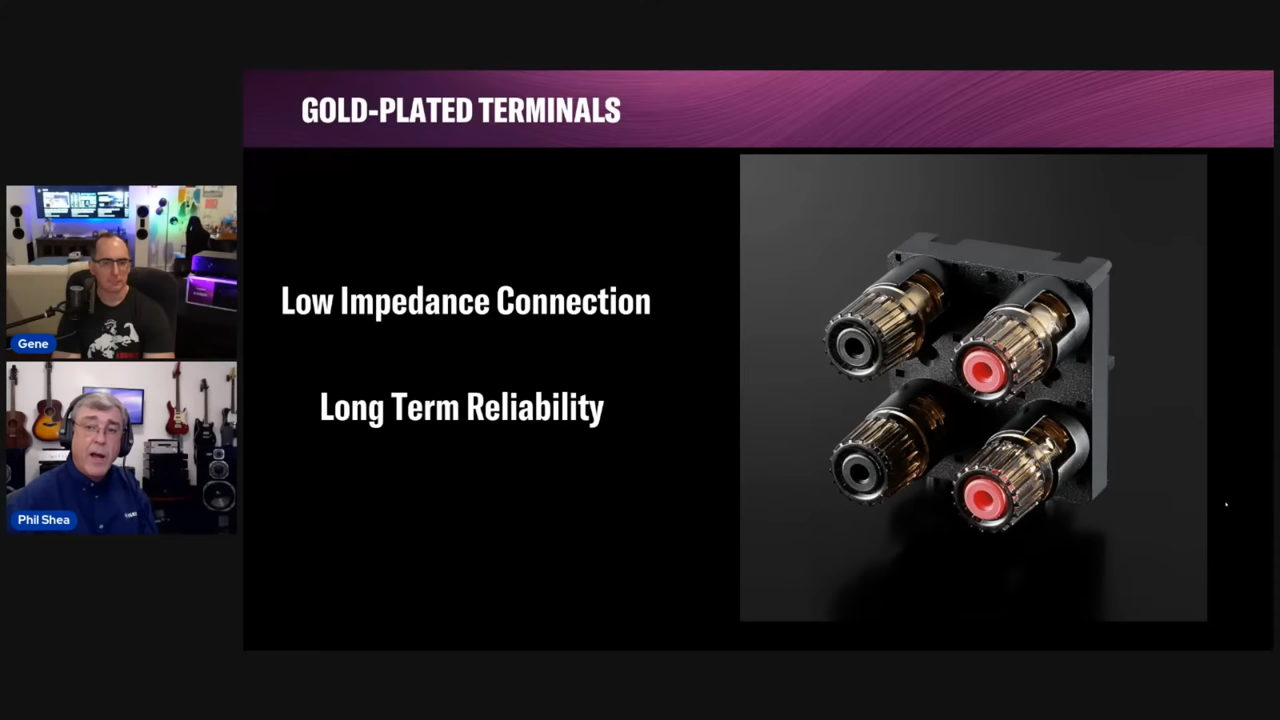 GOLD-PLATED TERMINALS
Low Impedance Connection
Long Term Reliability
Gene
Phil Shea